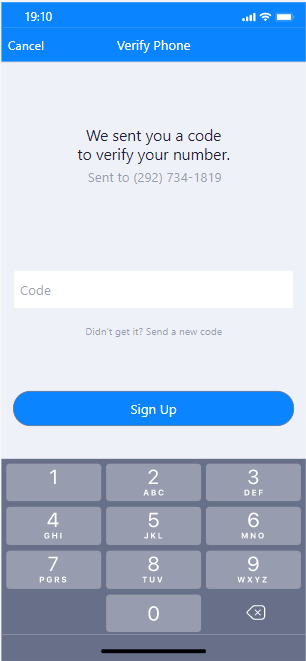 19:10
Cancel Verify Phone
We sent you a code
to verify your number.
Sent to (292) 734-1819
Code
Didn't get it? Send a new code
Sign Up
1 2 3
ABC DEF
4 5 6
GHI JKL MNO
7 8 9
PQRS TUV WXYZ
0